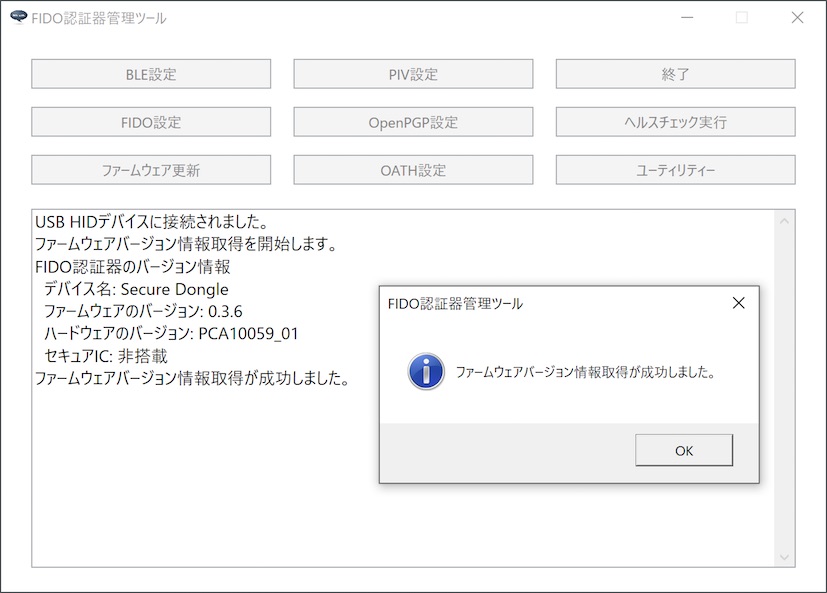 FIDO認証器管理ツール
BLE設定
PIV設定
終了
FIDO設定
OpenPGP設定
ヘルスチェック実行
ファームウェア更新
OATH設定
ユーティリティー
USB HIDデバイスに接続されました。
ファームウェアバージョン情報取得を開始します。
FIDO認証器のバージョン情報
デバイス名: Secure Dongle
ファームウェアのバージョン: 0.3.6
ハードウェアのバージョン: PCA10059_01
セキュアIC: 非搭載
ファームウェアバージョン情報取得が成功しました。
FIDO認証器管理ツール
ファームウェアバージョン情報取得が成功しました。
OK